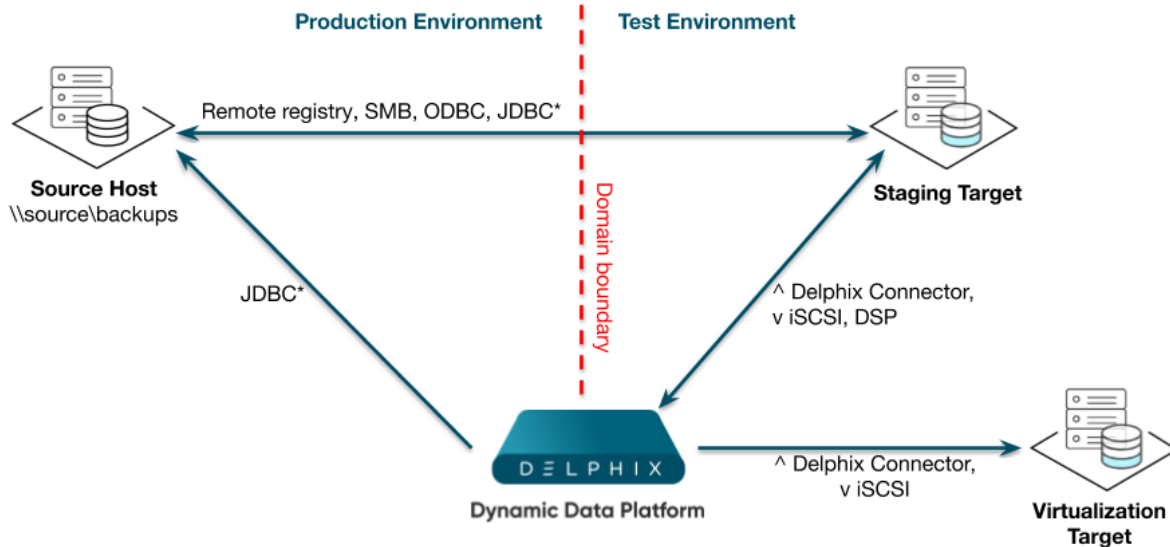 Production Environment
Test Environment
Remote registry, SMB, ODBC, JDBC*
Source Host
\\source\backups
Staging Target
Domain boundary
JDBC*
^ Delphix Connector,
v iSCSI, DSP
DELPHIX
Dynamic Data Platform
^ Delphix Connector,
v iSCSI
Virtualization
Target